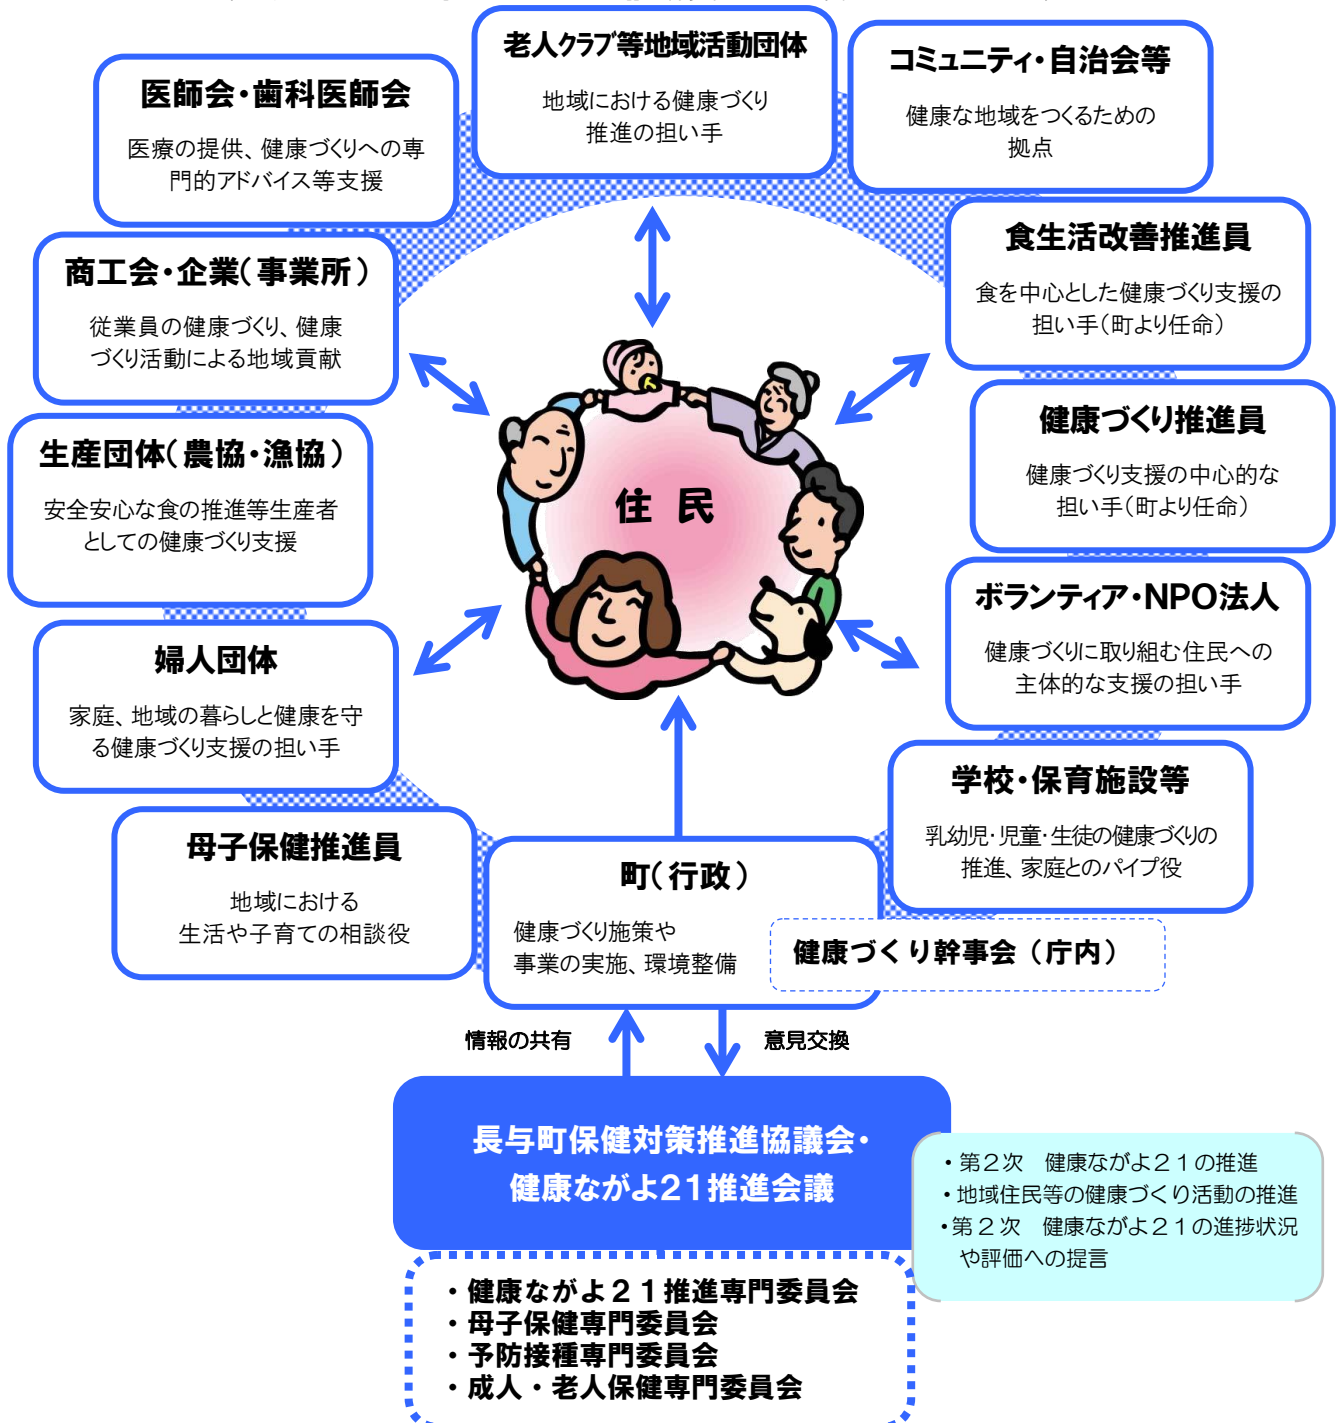 老人クラブ等地域活動団体
地域における健康づくり
推進の担い手
コミュニティ・自治会等
健康な地域をつくるための
拠点
医師会・歯科医師会
医療の提供、健康づくりへの専
門的アドバイス等支援
食生活改善推進員
食を中心とした健康づくり支援の
担い手（町より任命）
商工会・企業（事業所）
従業員の健康づくり、健康
づくり活動による地域貢献
健康づくり推進員
健康づくり支援の中心的な
担い手（町より任命）
生産団体（農協・漁協）
安全安心な食の推進等生産者
としての健康づくり支援
住 民
ボランティア・NPO法人
健康づくりに取り組む住民への
主体的な支援の担い手
婦人団体
家庭、地域の暮らしと健康を守
る健康づくり支援の担い手
学校・保育施設等
乳幼児・児童・生徒の健康づくりの
推進、家庭とのパイプ役
母子保健推進員
地域における
生活や子育ての相談役
町（行政）
健康づくり施策や
事業の実施、環境整備
健康づくり幹事会（庁内）
情報の共有
意見交換
長与町保健対策推進協議会・
健康ながよ21推進会議
・第２次　健康ながよ２１の推進
・地域住民等の健康づくり活動の推進
・第２次　健康ながよ２１の進捗状況
や評価への提言
・健康ながよ２１推進専門委員会
・母子保健専門委員会
・予防接種専門委員会
・成人・老人保健専門委員会